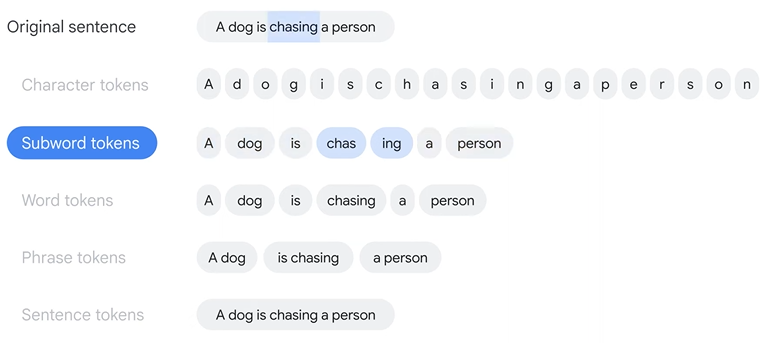 Original sentence A dog is chasing a person
Character tokens A d o g i s c h a s i n g a p e r s o n
Subword tokens A dog is chas ing a person
Word tokens A dog is chasing a person
Phrase tokens A dog is chasing a person
Sentence tokens A dog is chasing a person